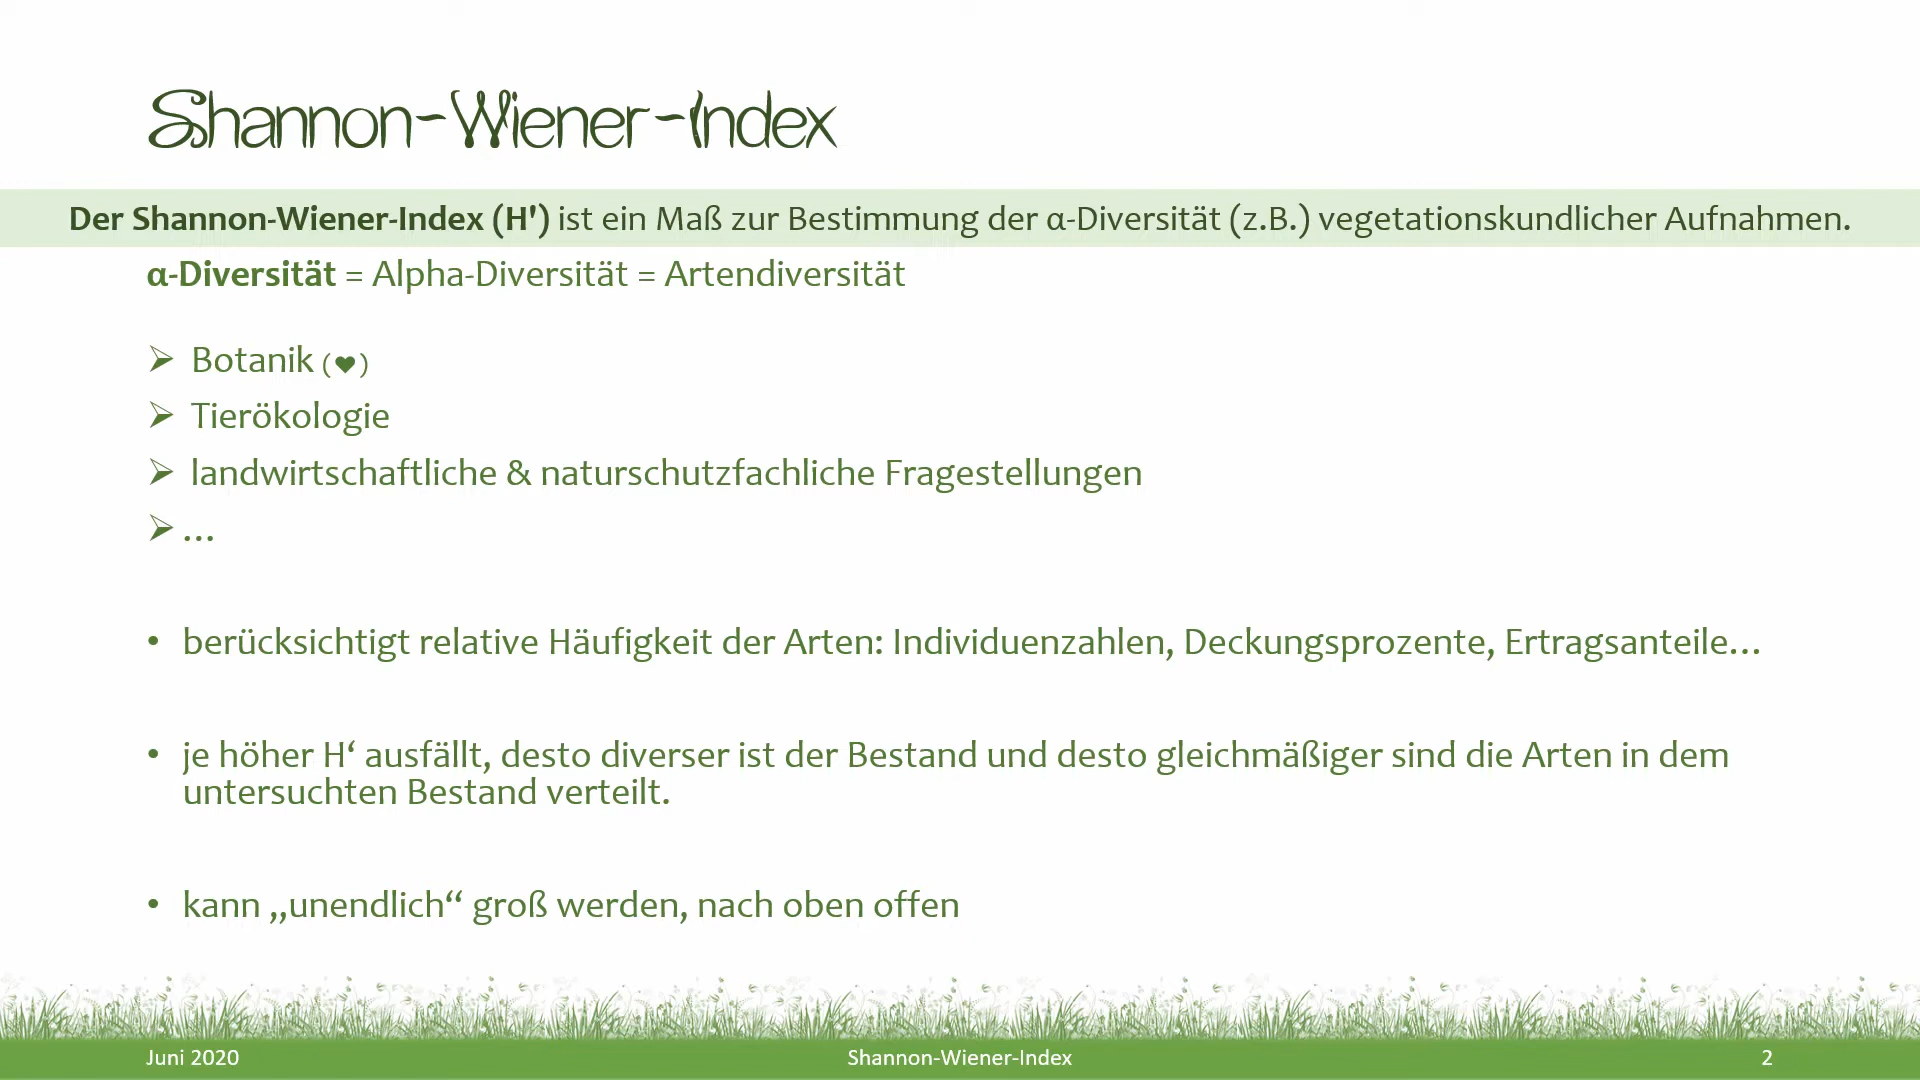 Shannon-Wiener-Index
Der Shannon-Wiener-Index (H') ist ein Maß zur Bestimmung der α-Diversität (z.B.) vegetationskundlicher Aufnahmen.
α-Diversität = Alpha-Diversität = Artendiversität
➢ Botanik (♥)
➢ Tierökologie
➢ landwirtschaftliche & naturschutzfachliche Fragestellungen
➢ …
• berücksichtigt relative Häufigkeit der Arten: Individuenzahlen, Deckungsprozente, Ertragsanteile…
• je höher H‘ ausfällt, desto diverser ist der Bestand und desto gleichmäßiger sind die Arten in dem
untersuchten Bestand verteilt.
• kann „unendlich“ groß werden, nach oben offen
Juni 2020
Shannon-Wiener-Index
2